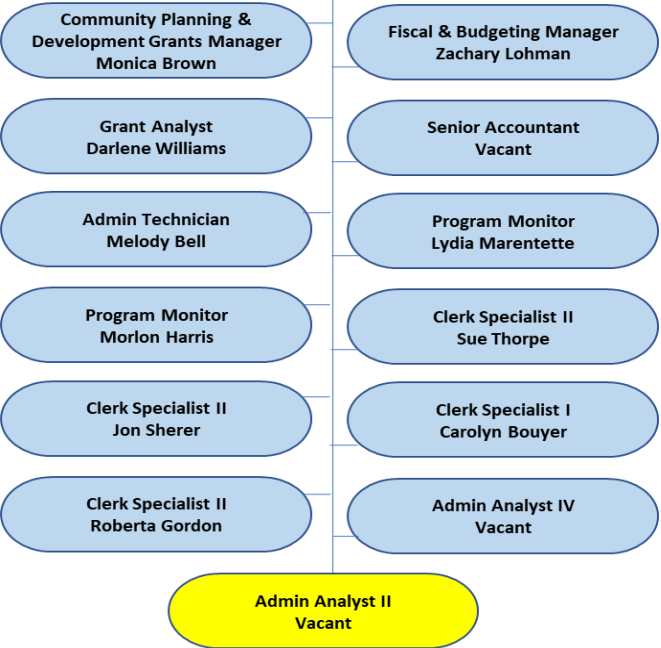 Community Planning &
Development Grants Manager
Monica Brown
Fiscal & Budgeting Manager
Zachary Lohman
Grant Analyst
Darlene Williams
Senior Accountant
Vacant
Admin Technician
Melody Bell
Program Monitor
Lydia Marentette
Program Monitor
Morlon Harris
Clerk Specialist II
Sue Thorpe
Clerk Specialist II
Jon Sherer
Clerk Specialist I
Carolyn Bouyer
Clerk Specialist II
Roberta Gordon
Admin Analyst IV
Vacant
Admin Analyst II
Vacant